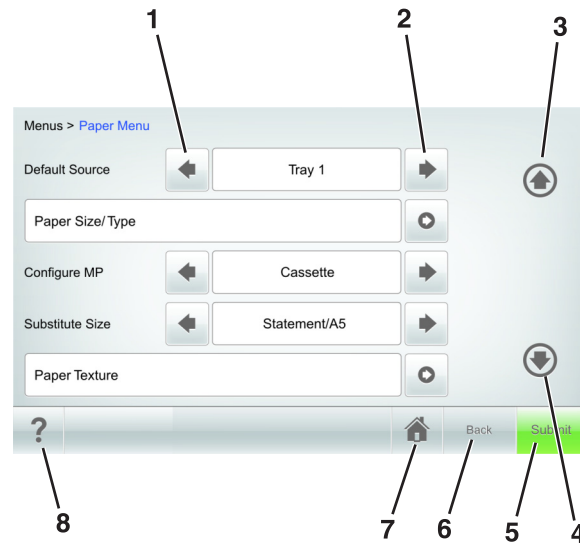 1 2 3
Menus > Paper Menu
Default Source Tray 1
Paper Size/Type
Configure MP Cassette
Substitute Size Statement/A5
Paper Texture
? Back Submit
8 7 6 5 4